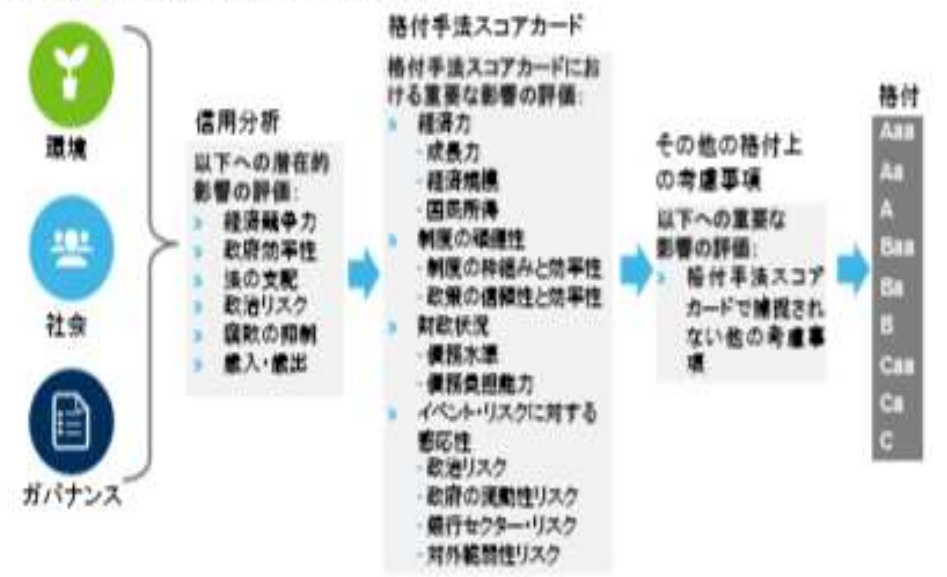 環境
社会
ガバナンス
信用分析
以下への潜在的
影響の評価:
» 経済競争力
» 政府効率性
» 法の支配
» 政治リスク
» 腐敗の抑制
» 歳入・歳出
格付手法スコアカード
格付手法スコアカードにお
ける重要な影響の評価:
» 経済力
-成長力
-経済規模
-国民所得
» 制度の頑健性
-制度の枠組みと効率性
-政策の信頼性と効率性
» 財政状況
-債務水準
-債務負担能力
» イベント・リスクに対する
感応性
-政治リスク
-政府の流動性リスク
-銀行セクター・リスク
-対外脆弱性リスク
その他の格付上
の考慮事項
以下への重要な
影響の評価:
» 格付手法スコア
カードで捕捉され
ない他の考慮事
項
格付
Aaa
Aa
A
Baa
Ba
B
Caa
Ca
C